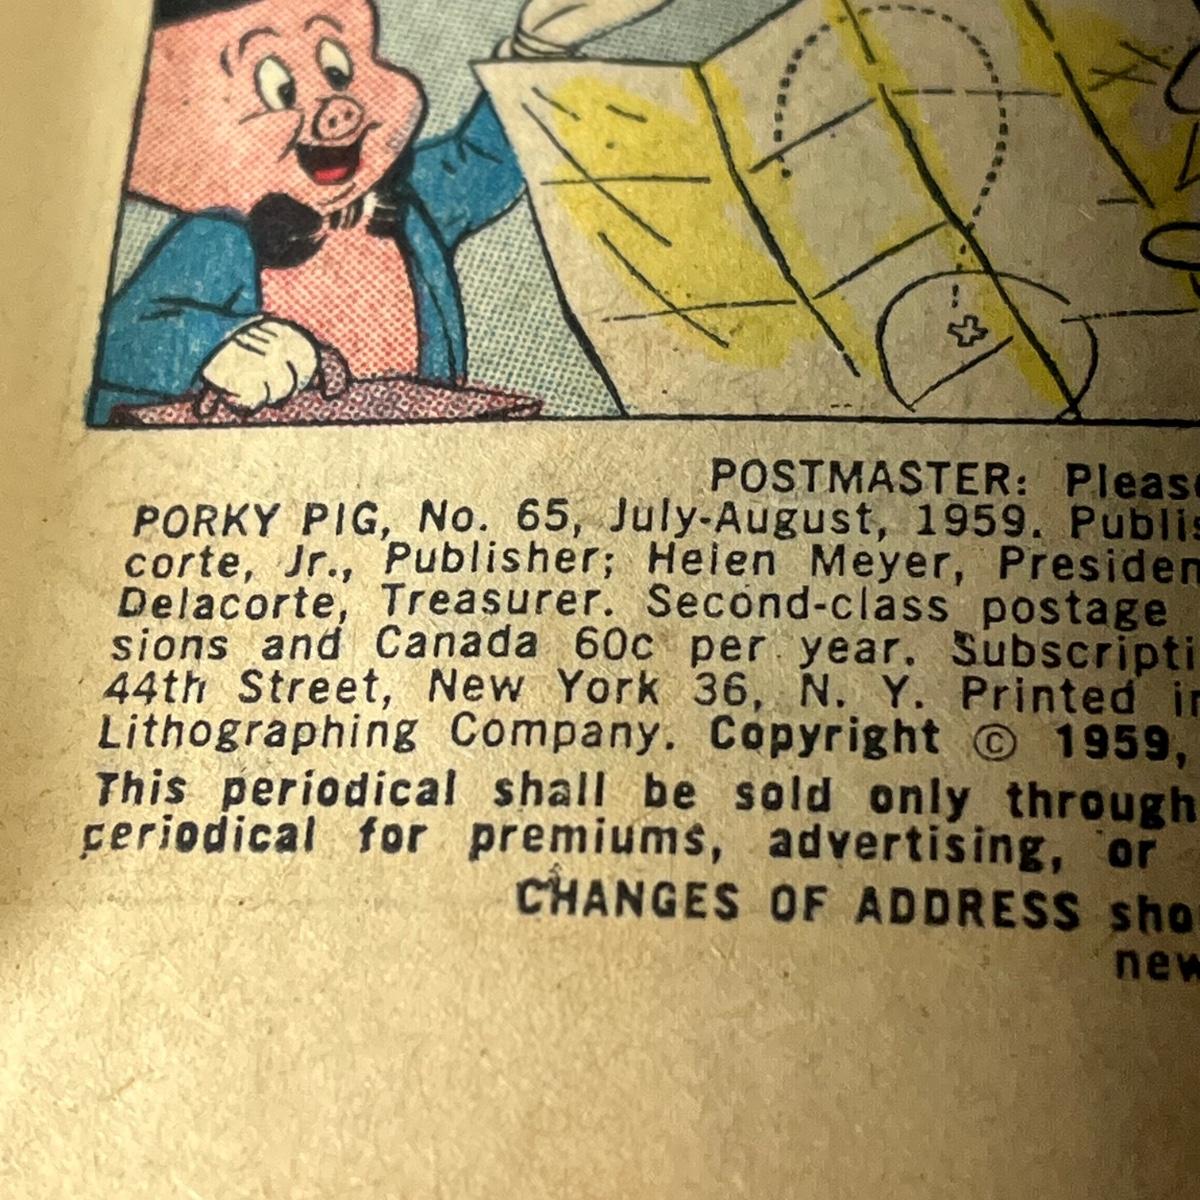 POSTMASTER: Pleas
PORKY PIG, No. 65, July-August, 1959. Publis
corte, Jr., Publisher; Helen Meyer, Presiden
Delacorte, Treasurer. Second-class postage
sions and Canada 60c per year. Subscripti
44th Street, New York 36, N. Y. Printed in
Lithographing Company. Copyright © 1959,
This periodical shall be sold only through
periodical for premiums, advertising, or
CHANGES OF ADDRESS sho
new